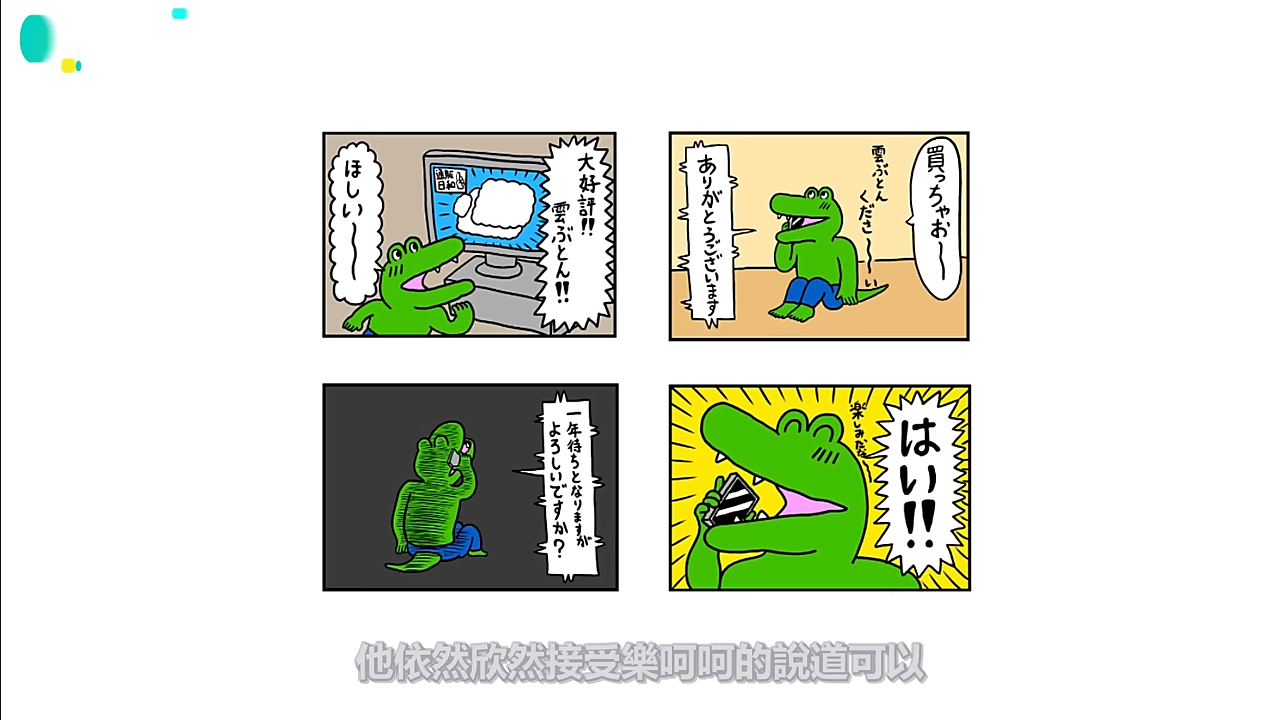 大好評!!
雲ぶとん!!
通販
日和
ほしい〜〜
買っちゃお〜〜
雲ぶとん
くださ〜〜い
ありがとうございます
一年待ちとなりますが
よろしいですか?
はい!!
楽しみだな〜
他依然欣然接受樂呵呵的說道可以